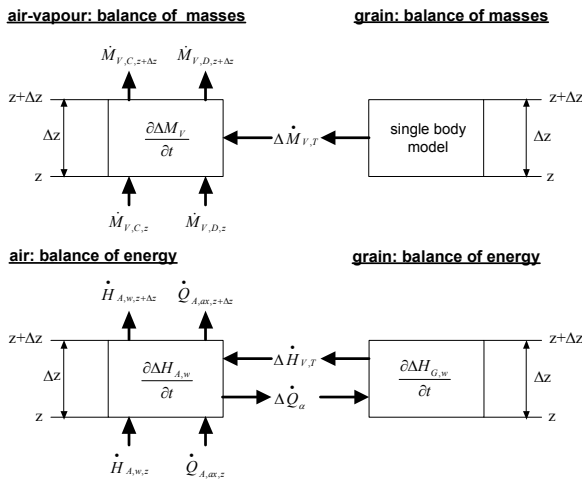 air-vapour: balance of masses grain: balance of masses
Ṁ_{V,C,z+Δz} Ṁ_{V,D,z+Δz}
z+Δz z+Δz
Δz ∂ΔM_V/∂t ΔṀ_{V,T} single body model Δz
z z
Ṁ_{V,C,z} Ṁ_{V,D,z}
air: balance of energy grain: balance of energy
Ḣ_{A,w,z+Δz} Q̇_{A,ax,z+Δz}
z+Δz z+Δz
ΔḢ_{V,T}
Δz ∂ΔH_{A,w}/∂t ∂ΔH_{G,w}/∂t Δz
ΔQ̇_α
z z
Ḣ_{A,w,z} Q̇_{A,ax,z}